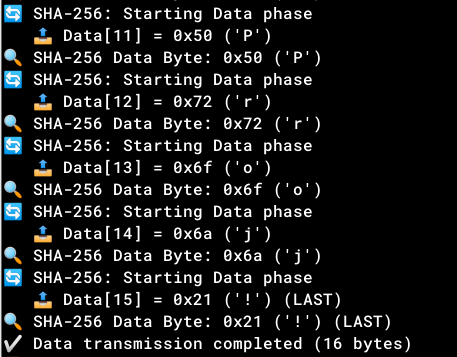 🔄 SHA-256: Starting Data phase
📤 Data[11] = 0x50 ('P')
🔍 SHA-256 Data Byte: 0x50 ('P')
🔄 SHA-256: Starting Data phase
📤 Data[12] = 0x72 ('r')
🔍 SHA-256 Data Byte: 0x72 ('r')
🔄 SHA-256: Starting Data phase
📤 Data[13] = 0x6f ('o')
🔍 SHA-256 Data Byte: 0x6f ('o')
🔄 SHA-256: Starting Data phase
📤 Data[14] = 0x6a ('j')
🔍 SHA-256 Data Byte: 0x6a ('j')
🔄 SHA-256: Starting Data phase
📤 Data[15] = 0x21 ('!') (LAST)
🔍 SHA-256 Data Byte: 0x21 ('!') (LAST)
✔ Data transmission completed (16 bytes)